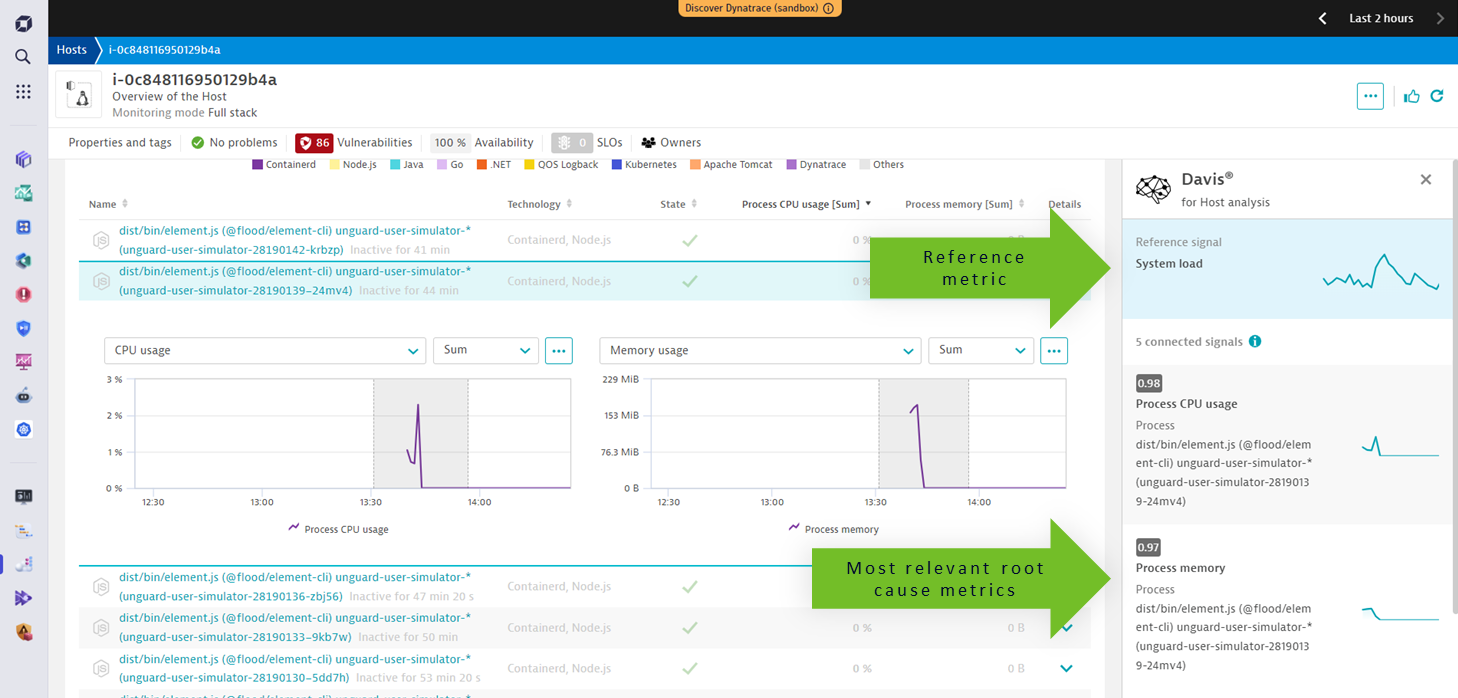 Discover Dynatrace (sandbox)
Last 2 hours
Hosts
i-0c848116950129b4a
i-0c848116950129b4a
Overview of the Host
Monitoring mode Full stack
Properties and tags
No problems
86 Vulnerabilities
100 % Availability
0 SLOs
Owners
Containerd
Node.js
Java
Go
.NET
QOS Logback
Kubernetes
Apache Tomcat
Dynatrace
Others
Name
Technology
State
Process CPU usage [Sum]
Process memory [Sum]
Details
dist/bin/element.js (@flood/element-cli) unguard-user-simulator-*
(unguard-user-simulator-28190142-krbzp) Inactive for 41 min
Containerd, Node.js
0 %
dist/bin/element.js (@flood/element-cli) unguard-user-simulator-*
(unguard-user-simulator-28190139-24mv4) Inactive for 44 min
Containerd, Node.js
0 %
Reference
metric
CPU usage
Sum
Memory usage
Sum
3 %
2 %
1 %
0 %
12:30
13:00
13:30
14:00
Process CPU usage
229 MiB
153 MiB
76.3 MiB
0 B
12:30
13:00
13:30
14:00
Process memory
dist/bin/element.js (@flood/element-cli) unguard-user-simulator-*
(unguard-user-simulator-28190136-zbj56) Inactive for 47 min 20 s
Containerd, Node.js
Most relevant root
cause metrics
dist/bin/element.js (@flood/element-cli) unguard-user-simulator-*
(unguard-user-simulator-28190133-9kb7w) Inactive for 50 min
Containerd, Node.js
0 %
0 B
dist/bin/element.js (@flood/element-cli) unguard-user-simulator-*
(unguard-user-simulator-28190130-5dd7h) Inactive for 53 min 20 s
Containerd, Node.js
0 %
0 B
Davis®
for Host analysis
Reference signal
System load
5 connected signals
0.98
Process CPU usage
Process
dist/bin/element.js (@flood/elem
ent-cli) unguard-user-simulator-*
(unguard-user-simulator-2819013
9-24mv4)
0.97
Process memory
Process
dist/bin/element.js (@flood/elem
ent-cli) unguard-user-simulator-*
(unguard-user-simulator-2819013
9-24mv4)